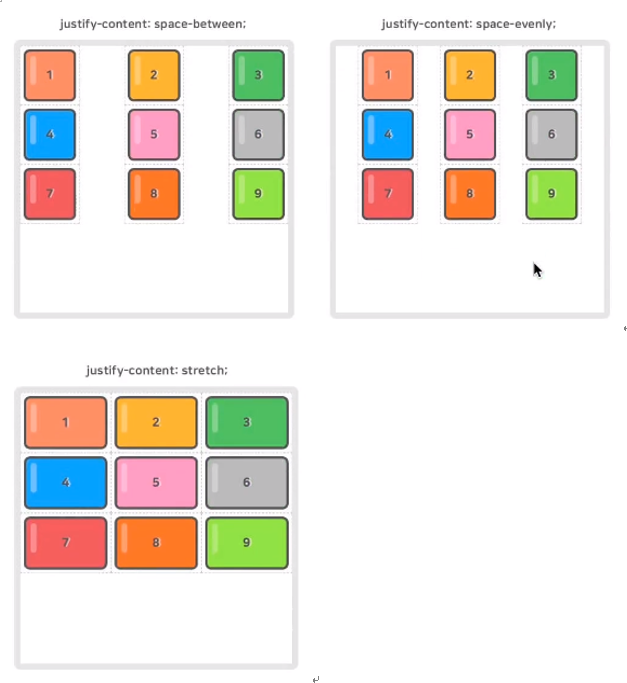 justify-content: space-between;
justify-content: space-evenly;
1 2 3
1 2 3
4 5 6
4 5 6
7 8 9
7 8 9
justify-content: stretch;
1 2 3
4 5 6
7 8 9